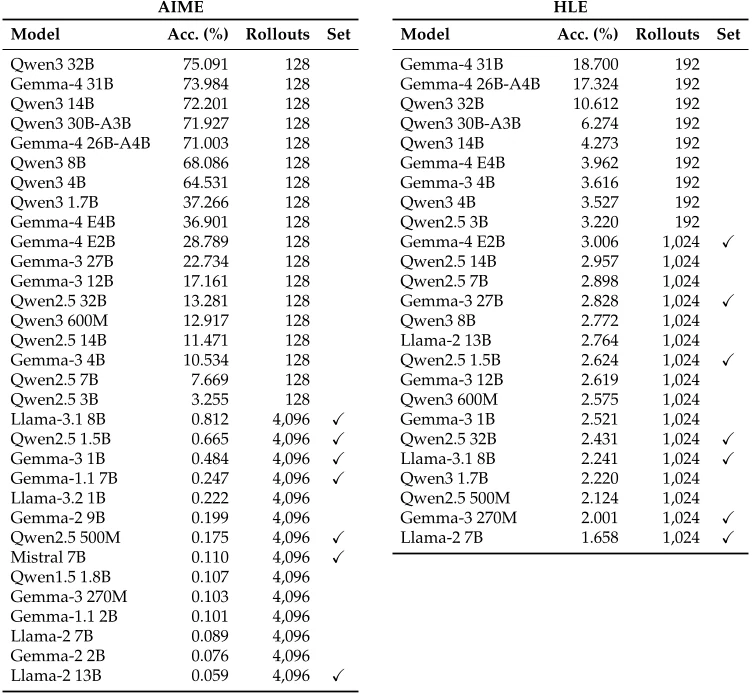 AIME
Model Acc. (%) Rollouts Set
Qwen3 32B 75.091 128
Gemma-4 31B 73.984 128
Qwen3 14B 72.201 128
Qwen3 30B-A3B 71.927 128
Gemma-4 26B-A4B 71.003 128
Qwen3 8B 68.086 128
Qwen3 4B 64.531 128
Qwen3 1.7B 37.266 128
Gemma-4 E4B 36.901 128
Gemma-4 E2B 28.789 128
Gemma-3 27B 22.734 128
Gemma-3 12B 17.161 128
Qwen2.5 32B 13.281 128
Qwen3 600M 12.917 128
Qwen2.5 14B 11.471 128
Gemma-3 4B 10.534 128
Qwen2.5 7B 7.669 128
Qwen2.5 3B 3.255 128
Llama-3.1 8B 0.812 4,096 ✓
Qwen2.5 1.5B 0.665 4,096 ✓
Gemma-3 1B 0.484 4,096 ✓
Gemma-1.1 7B 0.247 4,096 ✓
Llama-3.2 1B 0.222 4,096
Gemma-2 9B 0.199 4,096
Qwen2.5 500M 0.175 4,096 ✓
Mistral 7B 0.110 4,096 ✓
Qwen1.5 1.8B 0.107 4,096
Gemma-3 270M 0.103 4,096
Gemma-1.1 2B 0.101 4,096
Llama-2 7B 0.089 4,096
Gemma-2 2B 0.076 4,096
Llama-2 13B 0.059 4,096 ✓
HLE
Model Acc. (%) Rollouts Set
Gemma-4 31B 18.700 192
Gemma-4 26B-A4B 17.324 192
Qwen3 32B 10.612 192
Qwen3 30B-A3B 6.274 192
Qwen3 14B 4.273 192
Gemma-4 E4B 3.962 192
Gemma-3 4B 3.616 192
Qwen3 4B 3.527 192
Qwen2.5 3B 3.220 192
Gemma-4 E2B 3.006 1,024 ✓
Qwen2.5 14B 2.957 1,024
Qwen2.5 7B 2.898 1,024
Gemma-3 27B 2.828 1,024 ✓
Qwen3 8B 2.772 1,024
Llama-2 13B 2.764 1,024
Qwen2.5 1.5B 2.624 1,024 ✓
Gemma-3 12B 2.619 1,024
Qwen3 600M 2.575 1,024
Gemma-3 1B 2.521 1,024
Qwen2.5 32B 2.431 1,024 ✓
Llama-3.1 8B 2.241 1,024 ✓
Qwen3 1.7B 2.220 1,024
Qwen2.5 500M 2.124 1,024
Gemma-3 270M 2.001 1,024 ✓
Llama-2 7B 1.658 1,024 ✓